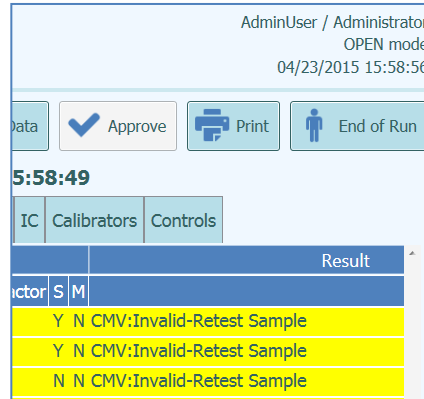 AdminUser / Administrator
OPEN mode
04/23/2015 15:58:56
Data Approve Print End of Run
5:58:49
IC Calibrators Controls
Result
actor S M
Y N CMV:Invalid-Retest Sample
Y N CMV:Invalid-Retest Sample
N N CMV:Invalid-Retest Sample